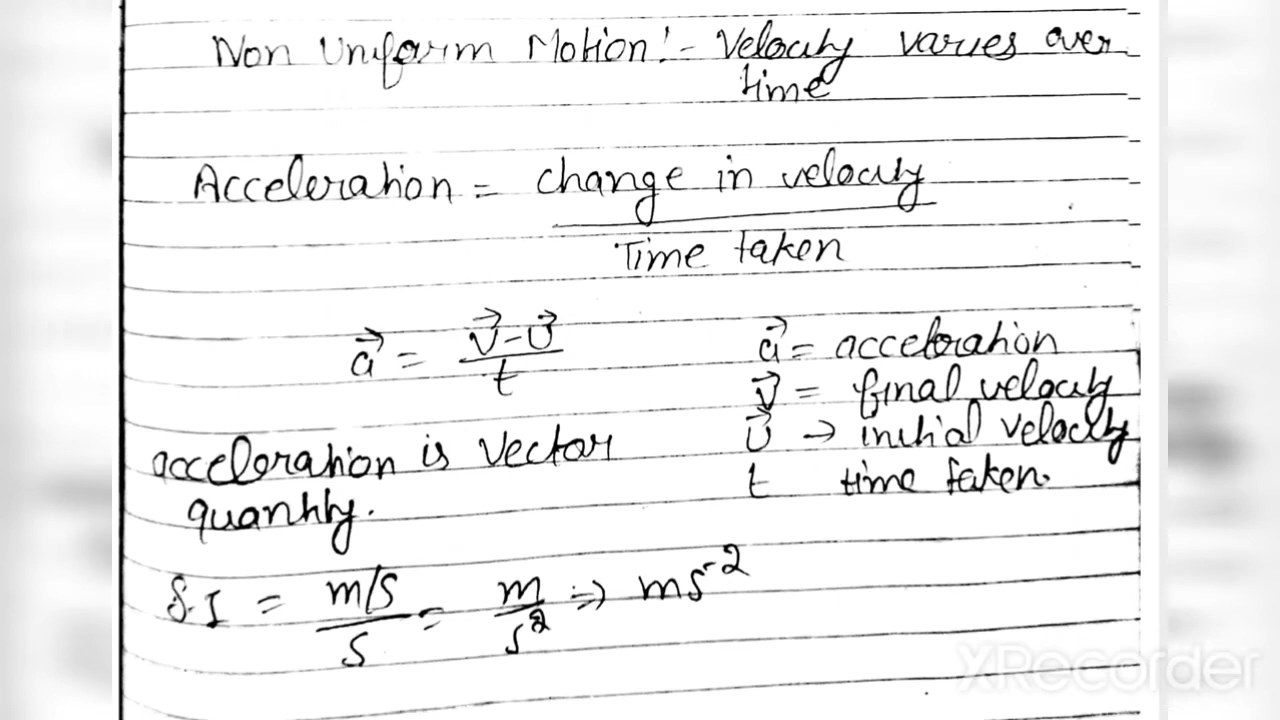 Non Uniform Motion:- Velocity varies over
time
Acceleration = change in velocity
Time taken
a⃗ = v⃗ - u⃗ / t
a⃗ = acceleration
v⃗ = final velocity
u⃗ → initial velocity
t time taken.
acceleration is vector
quantity.
S.I = m/s / s = m / s² => ms⁻²
XRecorder